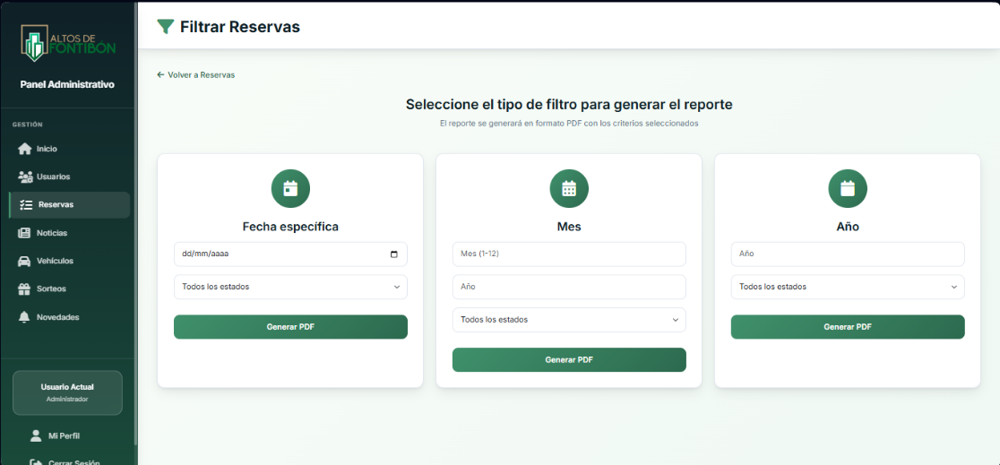 ALTOS DE
FONTIBÓN
Panel Administrativo
GESTIÓN
Inicio
Usuarios
Reservas
Noticias
Vehículos
Sorteos
Novedades
Usuario Actual
Administrador
Mi Perfil
Cerrar Sesión
Filtrar Reservas
← Volver a Reservas
Seleccione el tipo de filtro para generar el reporte
El reporte se generará en formato PDF con los criterios seleccionados
Fecha específica
dd/mm/aaaa
Todos los estados
Generar PDF
Mes
Mes (1-12)
Año
Todos los estados
Generar PDF
Año
Año
Todos los estados
Generar PDF